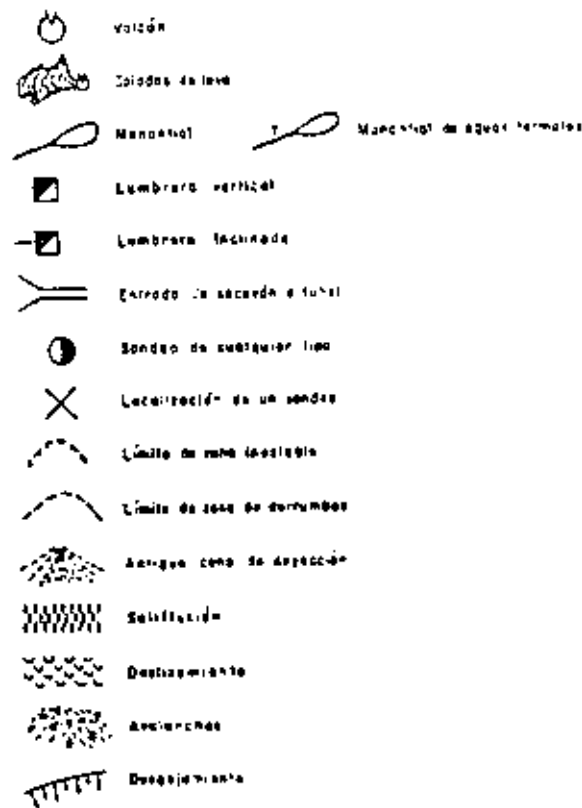 Volcán
Coladas de lava
Manantial
T
Manantial de aguas termales
Lumbrera vertical
Lumbrera inclinada
Entrada de socavón o túnel
Sondeo de cualquier tipo
Localización de un sondeo
Límite de zona inestable
Límite de zona de derrumbes
Antiguo cono de deyección
Solifluxión
Deslizamiento
Avalanchas
Desgajamiento